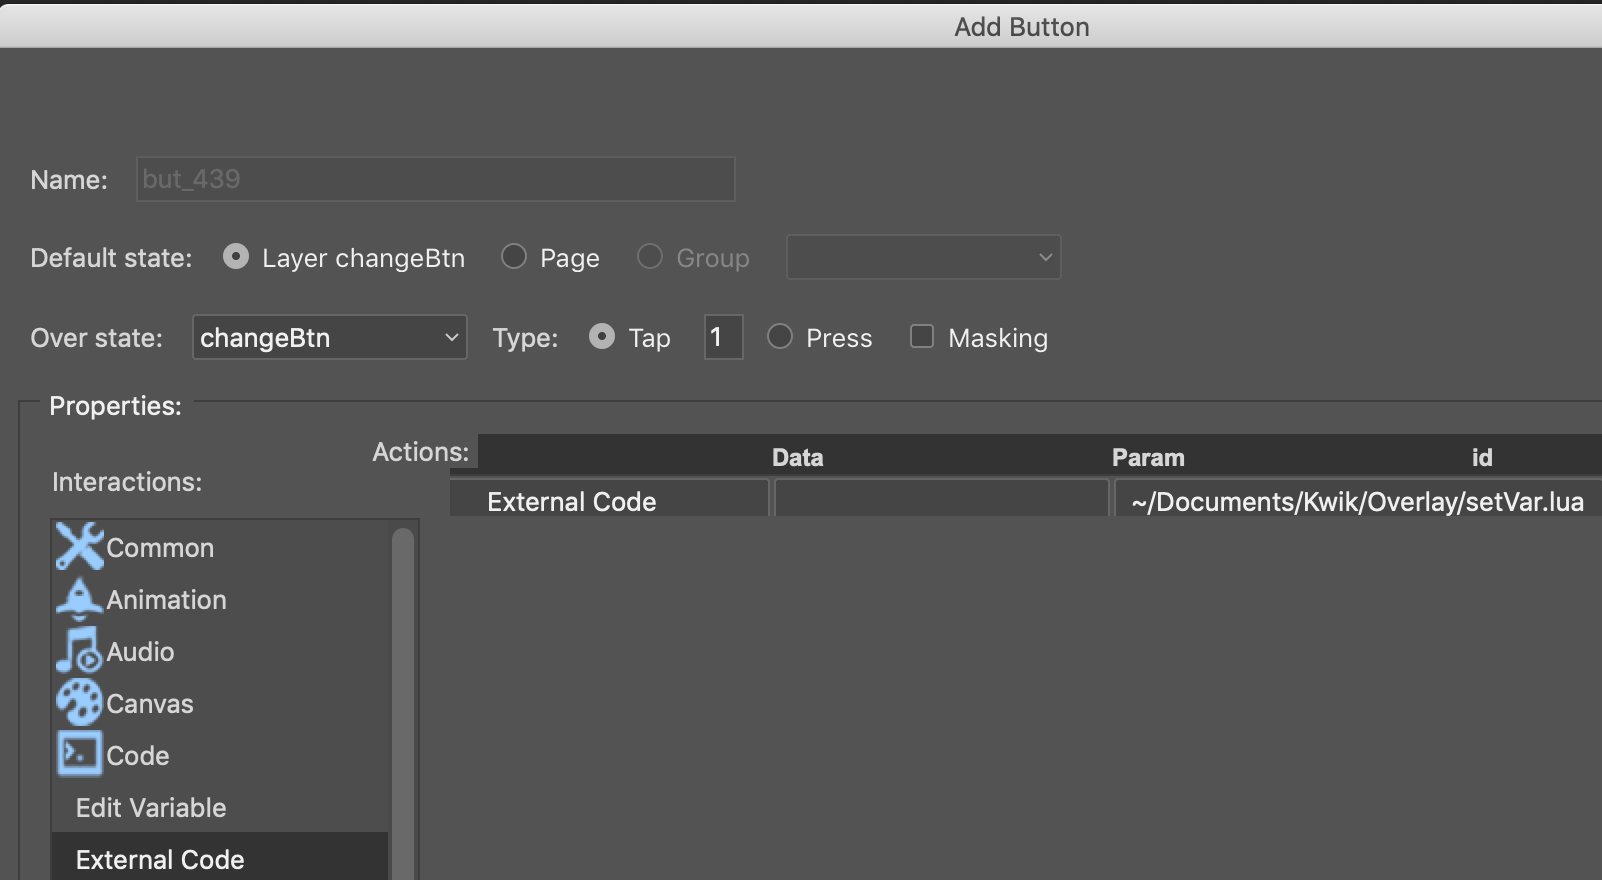 Add Button
Name: but_439
Default state: Layer changeBtn Page Group
Over state: changeBtn Type: Tap 1 Press Masking
Properties:
Actions: Data Param id
Interactions:
External Code ~/Documents/Kwik/Overlay/setVar.lua
Common
Animation
Audio
Canvas
Code
Edit Variable
External Code